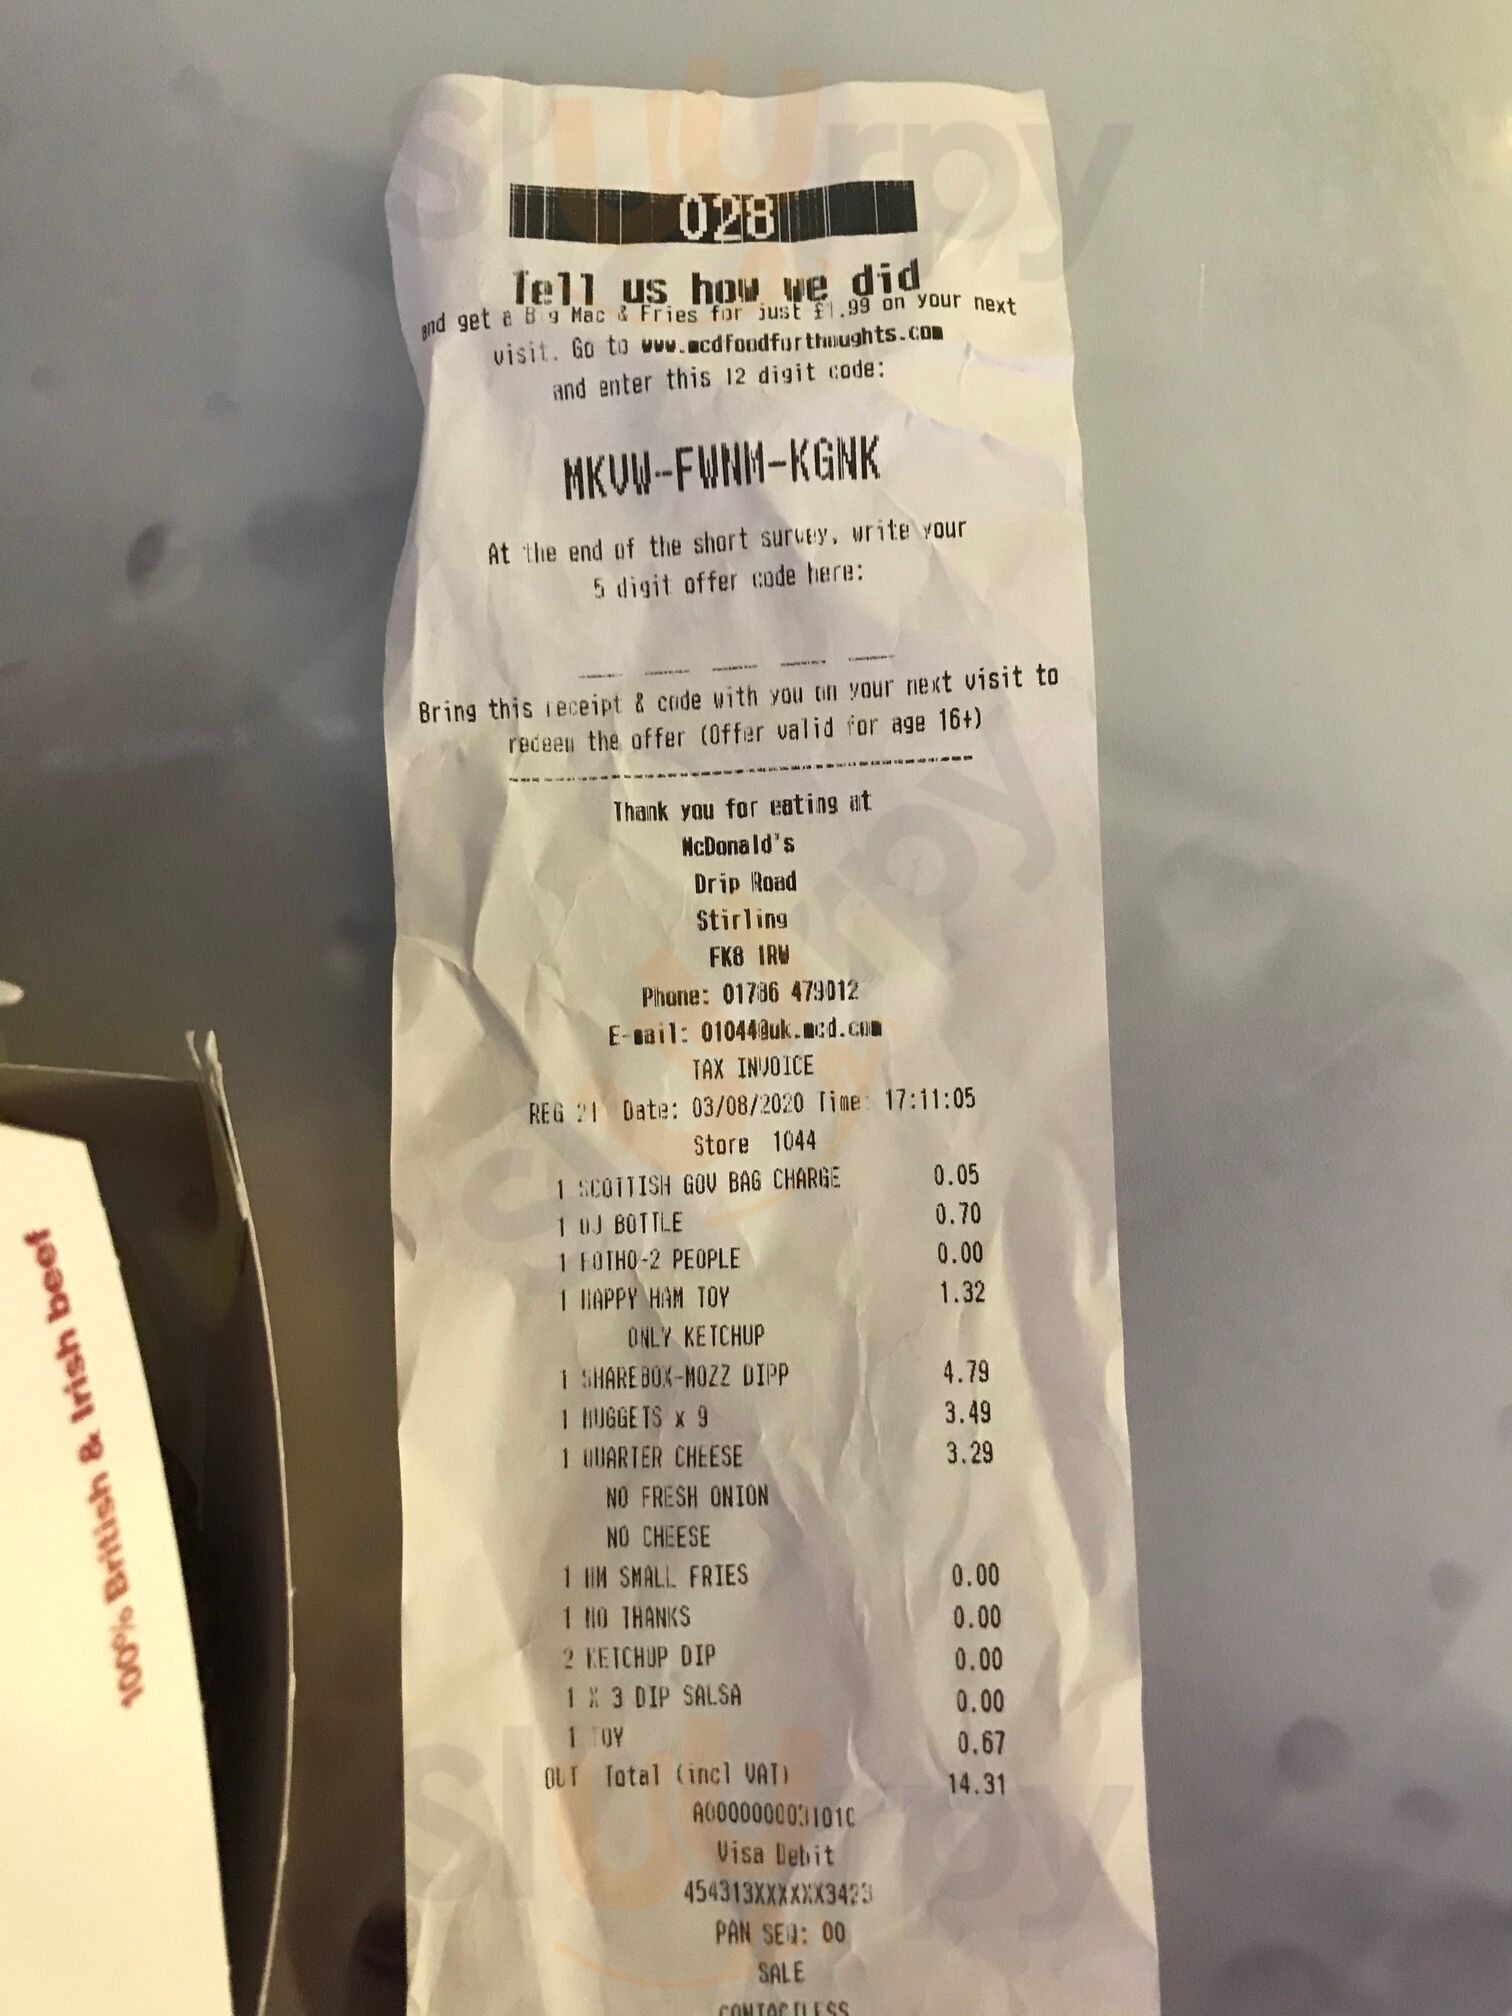 028
Tell us how we did
and get a Big Mac & Fries for just £1.99 on your next
visit. Go to www.mcdfoodforthoughts.com
and enter this 12 digit code:
MKVW-FWNM-KGNK
At the end of the short survey, write your
5 digit offer code here:
Bring this receipt & code with you on your next visit to
redeem the offer (Offer valid for age 16+)
Thank you for eating at
McDonald's
Drip Road
Stirling
FK8 1RW
Phone: 01786 479012
E-mail: 01044@uk.mcd.com
TAX INVOICE
REG 21 Date: 03/08/2020 Time: 17:11:05
Store 1044
1 SCOTTISH GOV BAG CHARGE 0.05
1 OJ BOTTLE 0.70
1 EOTHO-2 PEOPLE 0.00
1 HAPPY HAM TOY 1.32
ONLY KETCHUP
1 SHAREBOX-MOZZ DIPP 4.79
1 NUGGETS x 9 3.49
1 QUARTER CHEESE 3.29
NO FRESH ONION
NO CHEESE
1 HM SMALL FRIES 0.00
1 NO THANKS 0.00
2 KETCHUP DIP 0.00
1 X 3 DIP SALSA 0.00
1 TOY 0.67
OUT Total (incl VAT) 14.31
A0000000031010
Visa Debit
454313XXXXXX3423
PAN SEQ: 00
SALE
CONTACTLESS
100% British & Irish beef
slurrpy
slurrpy
slurrpy